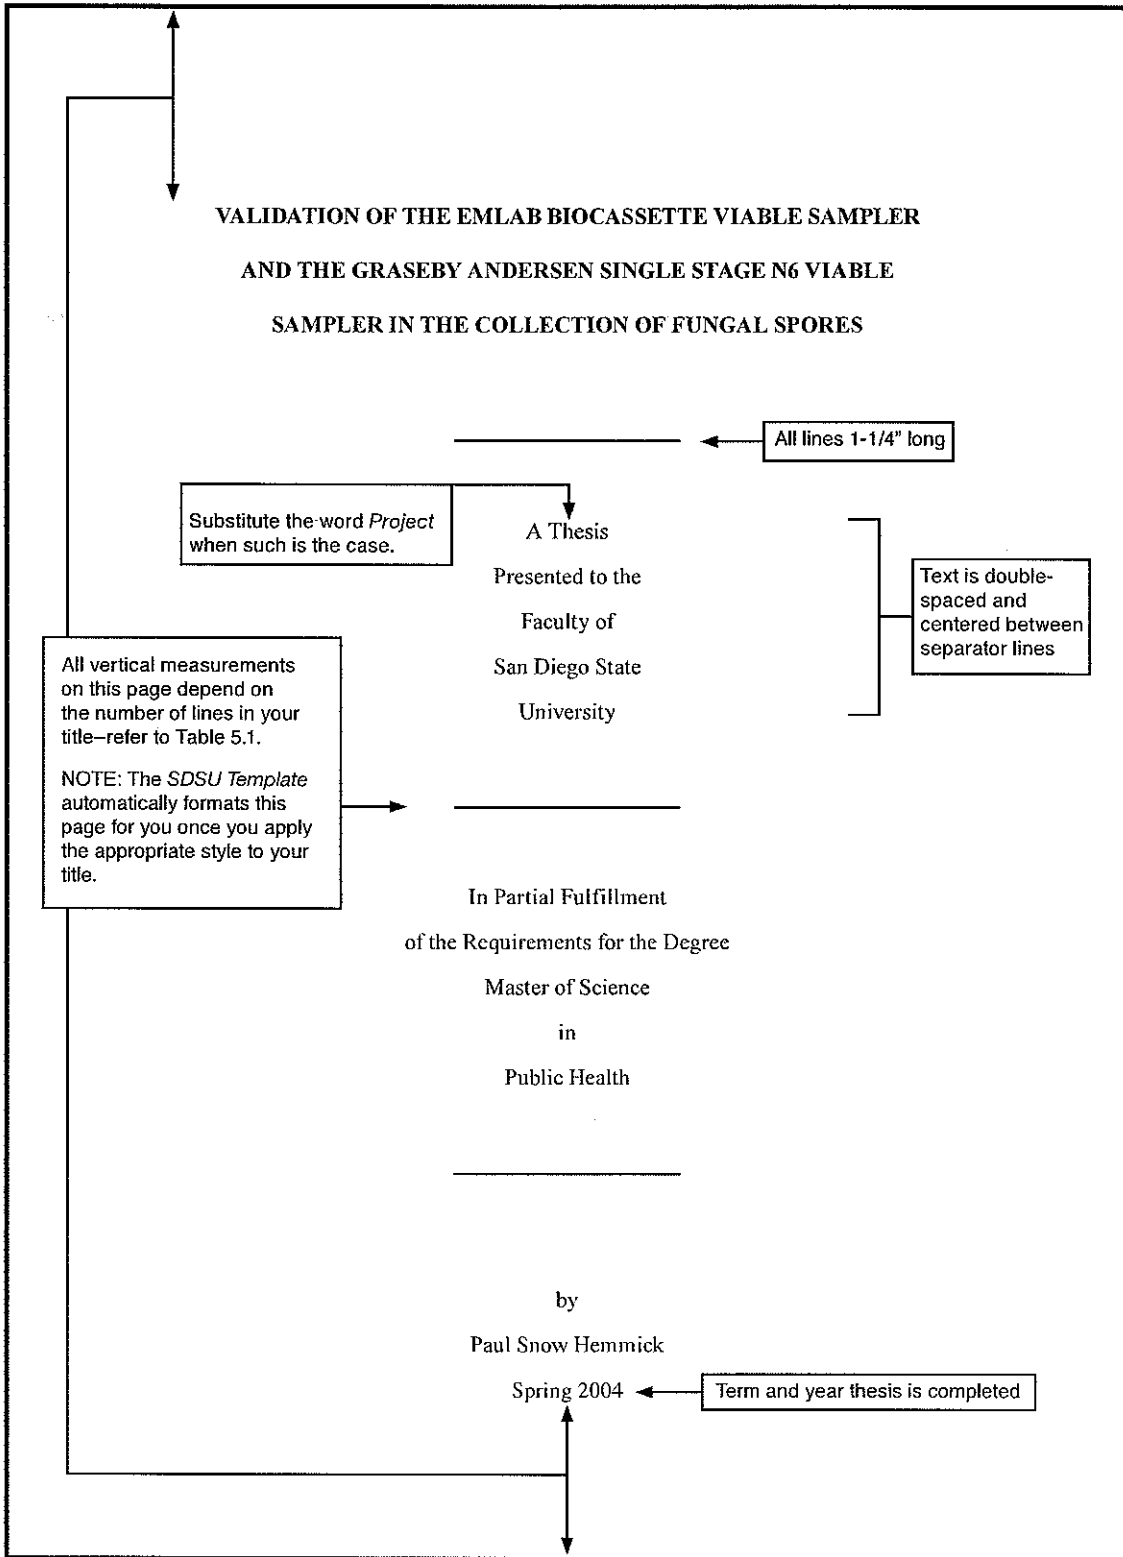 VALIDATION OF THE EMLAB BIOCASSETTE VIABLE SAMPLER
AND THE GRASEBY ANDERSEN SINGLE STAGE N6 VIABLE
SAMPLER IN THE COLLECTION OF FUNGAL SPORES
All lines 1-1/4" long
Substitute the word Project
when such is the case.
A Thesis
Presented to the
Faculty of
San Diego State
University
Text is double-
spaced and
centered between
separator lines
All vertical measurements
on this page depend on
the number of lines in your
title–refer to Table 5.1.
NOTE: The SDSU Template
automatically formats this
page for you once you apply
the appropriate style to your
title.
In Partial Fulfillment
of the Requirements for the Degree
Master of Science
in
Public Health
by
Paul Snow Hemmick
Spring 2004
Term and year thesis is completed